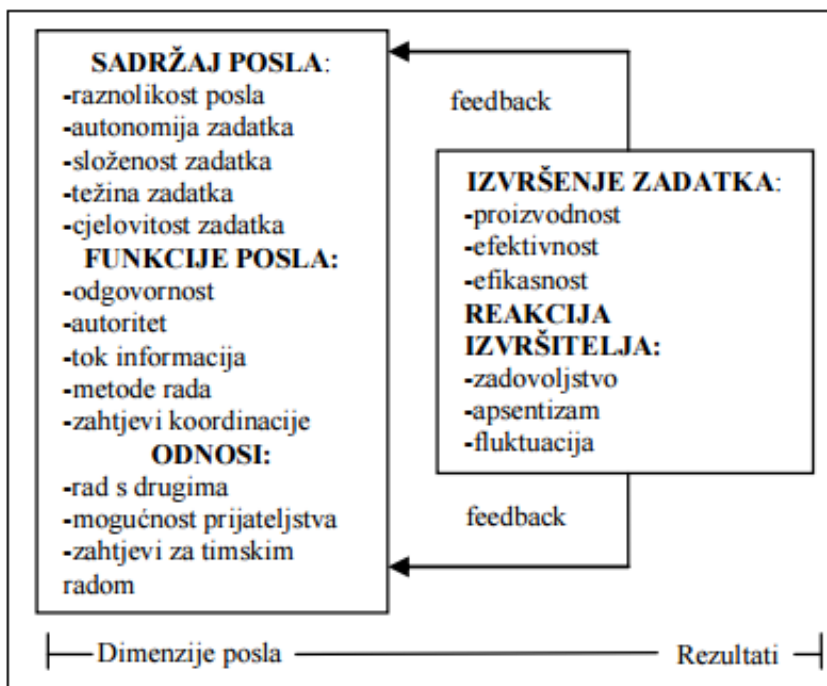 SADRŽAJ POSLA:
-raznolikost posla
-autonomija zadatka
-složenost zadatka
-težina zadatka
-cjelovitost zadatka
FUNKCIJE POSLA:
-odgovornost
-autoritet
-tok informacija
-metode rada
-zahtjevi koordinacije
ODNOSI:
-rad s drugima
-mogućnost prijateljstva
-zahtjevi za timskim
radom
feedback
IZVRŠENJE ZADATKA:
-proizvodnost
-efektivnost
-efikasnost
REAKCIJA
IZVRŠITELJA:
-zadovoljstvo
-apsentizam
-fluktuacija
feedback
Dimenzije posla
Rezultati